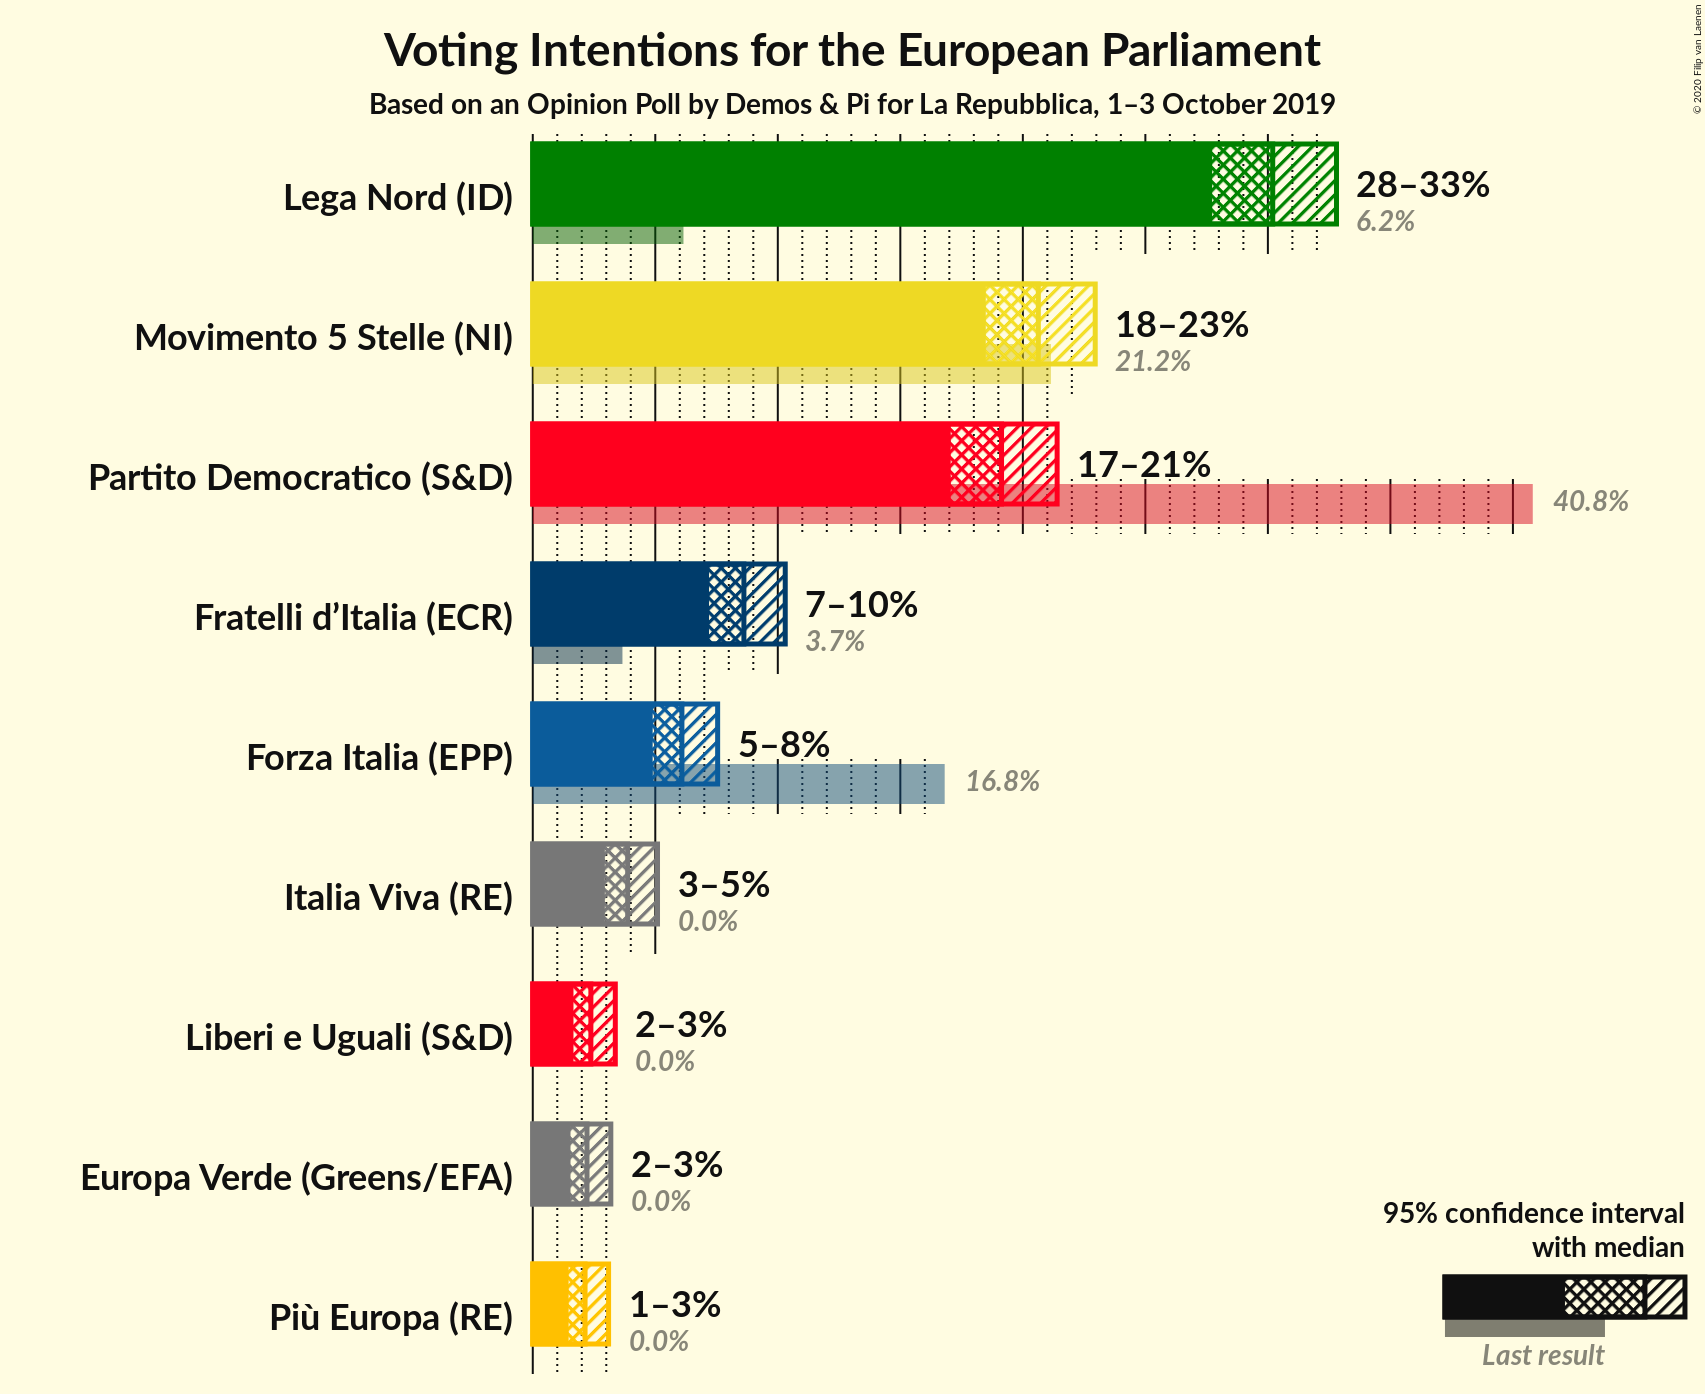 Voting Intentions for the European Parliament
Based on an Opinion Poll by Demos & Pi for La Repubblica, 1–3 October 2019
© 2020 Filip van Laenen
Lega Nord (ID)
28–33%
6.2%
Movimento 5 Stelle (NI)
18–23%
21.2%
Partito Democratico (S&D)
17–21%
40.8%
Fratelli d’Italia (ECR)
7–10%
3.7%
Forza Italia (EPP)
5–8%
16.8%
Italia Viva (RE)
3–5%
0.0%
Liberi e Uguali (S&D)
2–3%
0.0%
Europa Verde (Greens/EFA)
2–3%
0.0%
Più Europa (RE)
1–3%
0.0%
95% confidence interval
with median
Last result